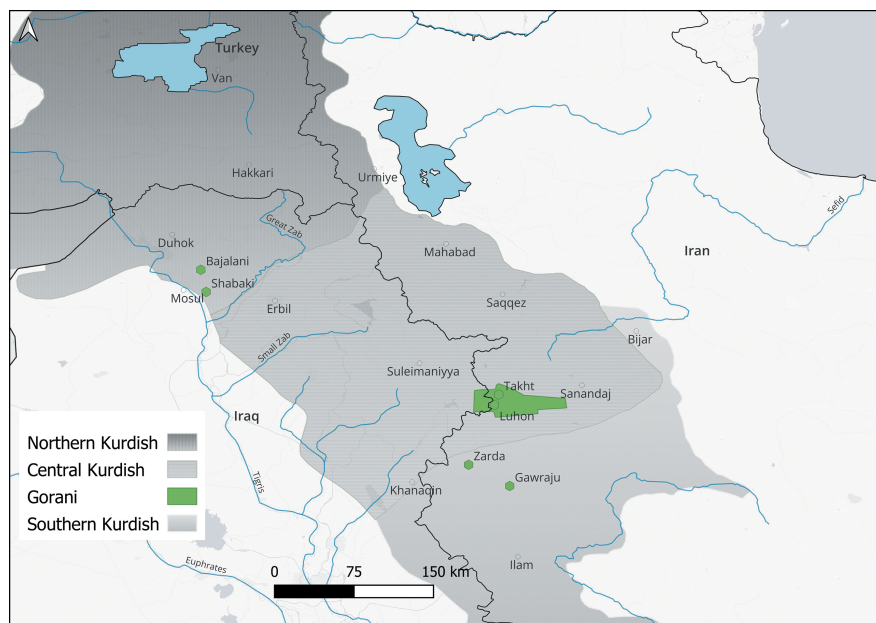 Turkey
Van
Hakkari
Urmiye
Great Zab
Sefid
Duhok
Iran
Mahabad
Bajalani
Shabaki
Mosul
Saqqez
Erbil
Small Zab
Bijar
Suleimaniyya
Takht
Sanandaj
Luhon
Iraq
Northern Kurdish
Central Kurdish
Gorani
Southern Kurdish
Zarda
Gawraju
Khanaqin
Tigris
Euphrates
Ilam
0 75 150 km